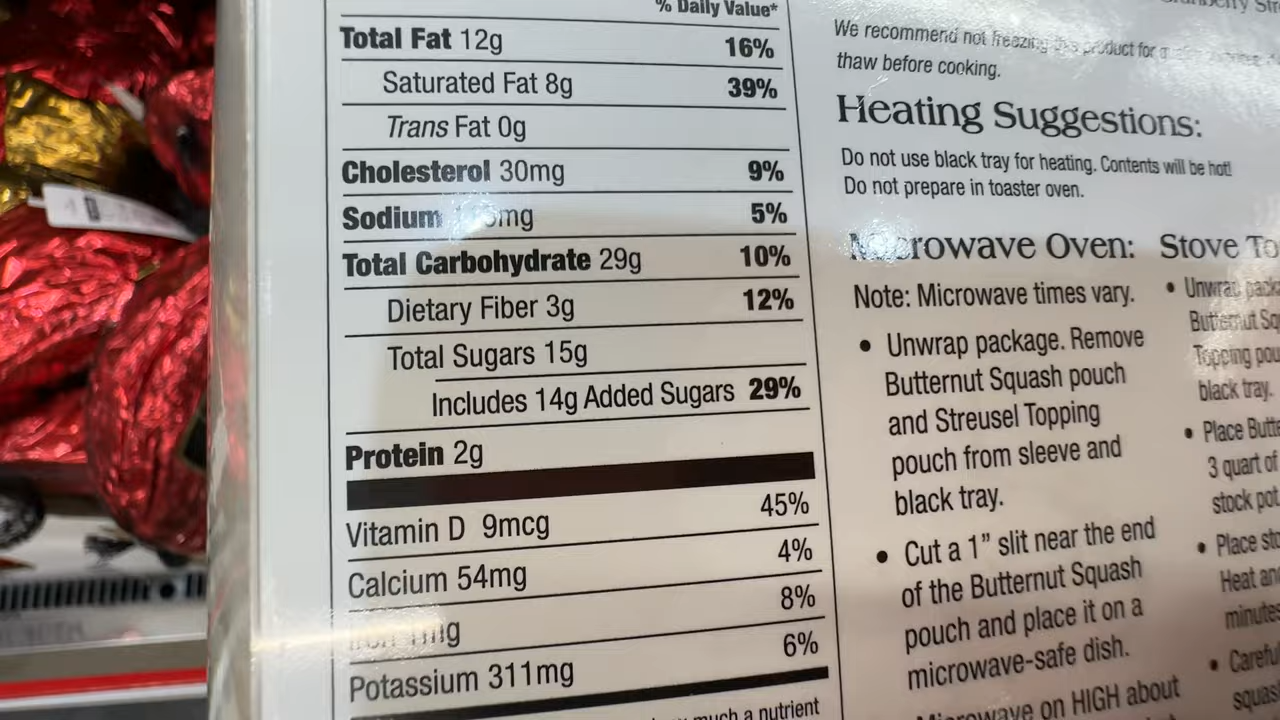 % Daily Value*
Total Fat 12g 16%
Saturated Fat 8g 39%
Trans Fat 0g
Cholesterol 30mg 9%
Sodium 5%
Total Carbohydrate 29g 10%
Dietary Fiber 3g 12%
Total Sugars 15g
Includes 14g Added Sugars 29%
Protein 2g
Vitamin D 9mcg 45%
Calcium 54mg 4%
8%
Potassium 311mg 6%
much a nutrient
We recommend not freezing this product for
thaw before cooking.
Heating Suggestions:
Do not use black tray for heating. Contents will be hot!
Do not prepare in toaster oven.
Microwave Oven:
Note: Microwave times vary.
• Unwrap package. Remove
Butternut Squash pouch
and Streusel Topping
pouch from sleeve and
black tray.
• Cut a 1” slit near the end
of the Butternut Squash
pouch and place it on a
microwave-safe dish.
Microwave on HIGH about
Stove To
• Unwrap pack
Butternut Sq
Topping pou
black tray.
• Place Butte
3 quart of
stock pot
• Place sto
Heat and
minutes
• Careful
squas